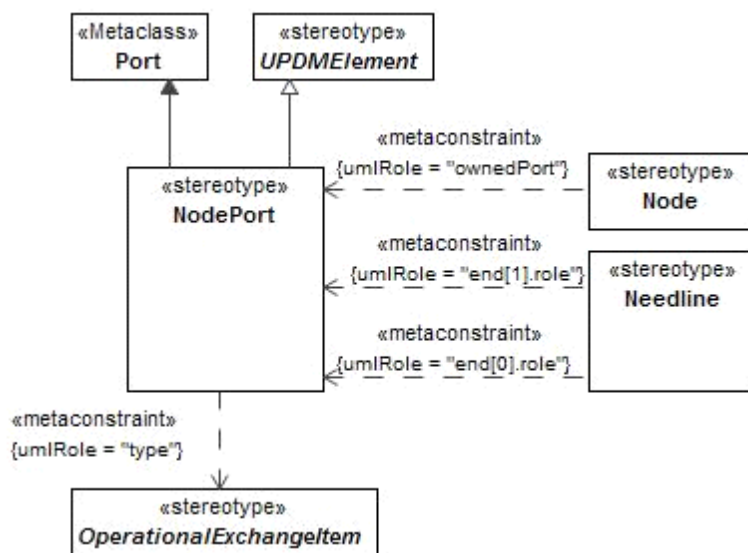 «Metaclass»
Port
«stereotype»
UPDMElement
«metaconstraint»
{umlRole = "ownedPort"}
«stereotype»
NodePort
«stereotype»
Node
«metaconstraint»
{umlRole = "end[1].role"}
«stereotype»
Needline
«metaconstraint»
{umlRole = "end[0].role"}
«metaconstraint»
{umlRole = "type"}
«stereotype»
OperationalExchangeItem